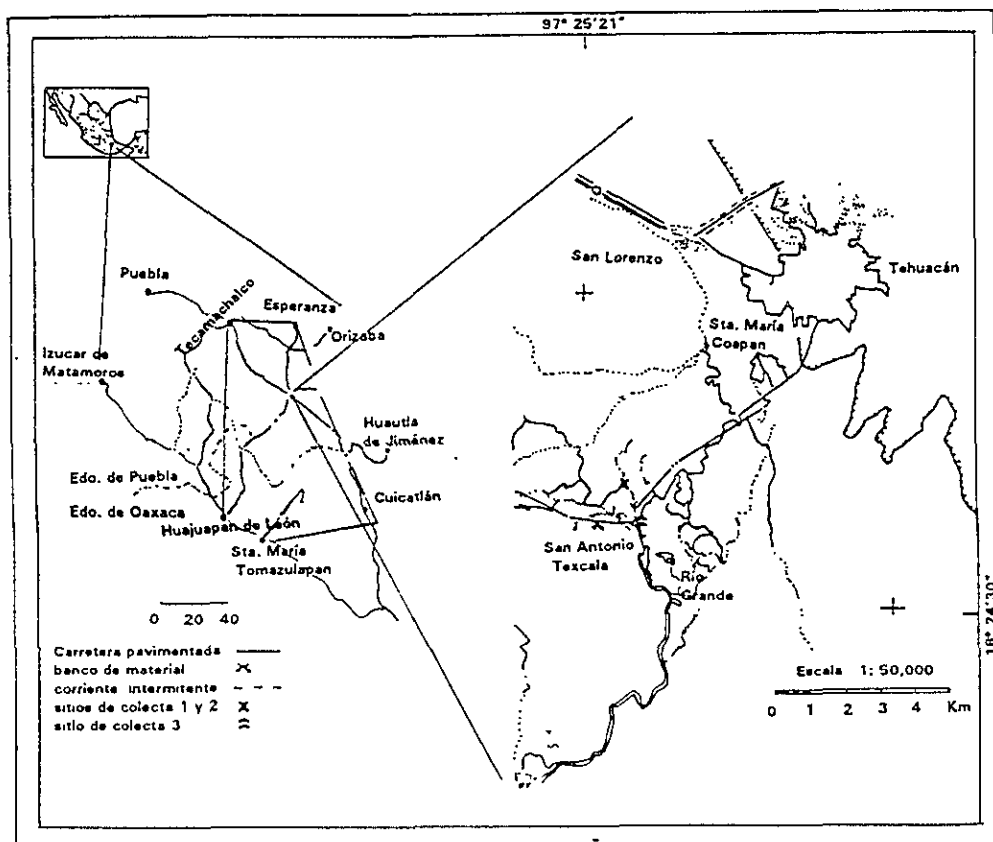 97° 25'21"
San Lorenzo
Tehuacán
Puebla
Tecamachalco
Esperanza
Orizaba
Sta. María
Coapan
Izucar de
Matamoros
Huautla
de Jiménez
Edo. de Puebla
Edo. de Oaxaca
Cuicatlán
Huajuapan de León
Sta. María
Tomazulapan
San Antonio
Texcala
Río
Grande
18° 24'30"
0 20 40
Carretera pavimentada
banco de material
corriente intermitente
sitios de colecta 1 y 2
sitio de colecta 3
Escala 1: 50,000
0 1 2 3 4 Km